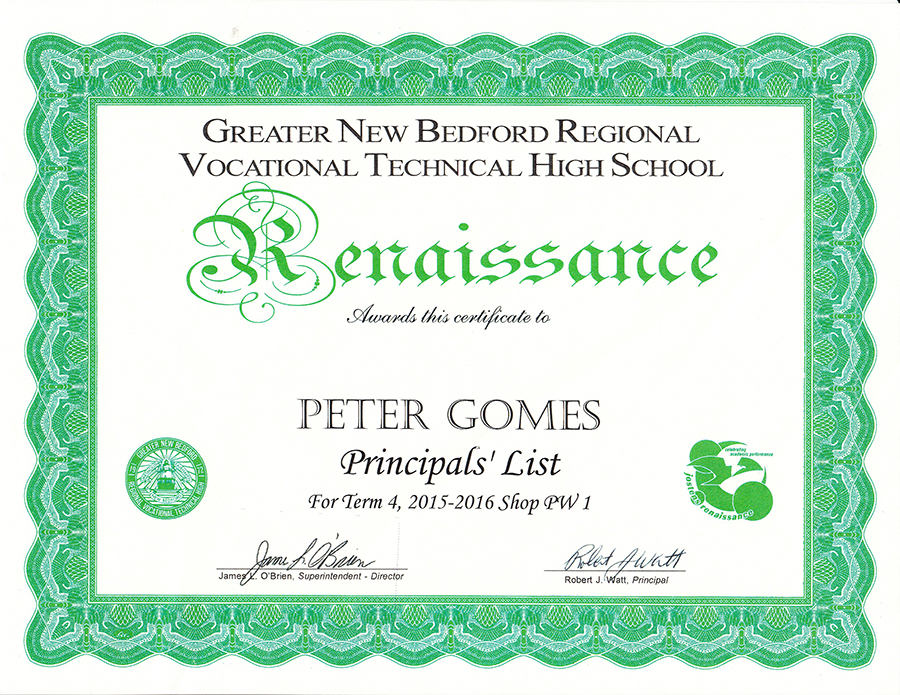 GREATER NEW BEDFORD REGIONAL
VOCATIONAL TECHNICAL HIGH SCHOOL
Renaissance
Awards this certificate to
PETER GOMES
Principals' List
For Term 4, 2015-2016 Shop PW 1
GREATER NEW BEDFORD
REGIONAL VOCATIONAL TECHNICAL HIGH
celebrating
academic performance
jostens renaissance
James L. O'Brien
James L. O'Brien, Superintendent - Director
Robert J Watt
Robert J. Watt, Principal